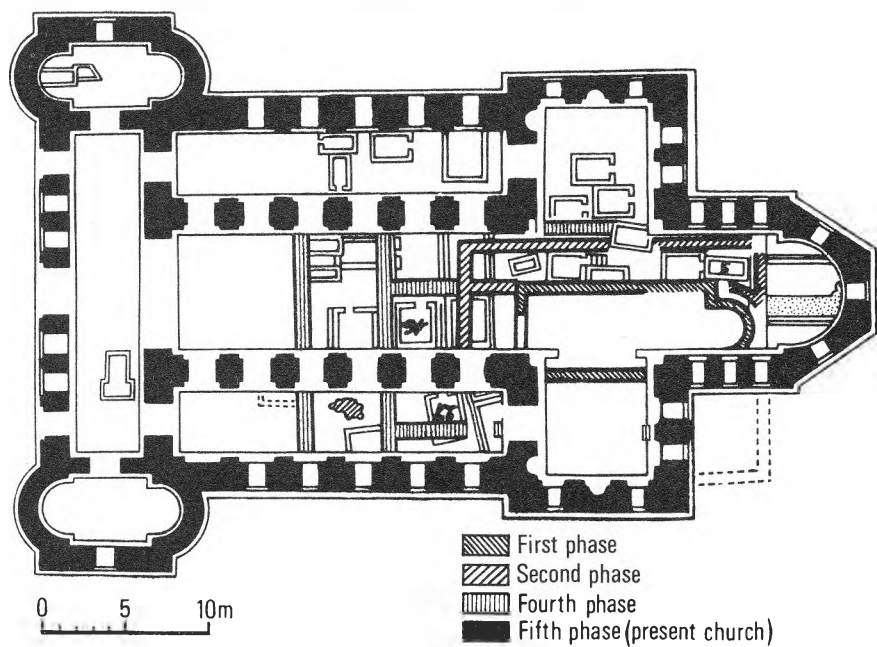 First phase
Second phase
Fourth phase
Fifth phase (present church)
0 5 10m